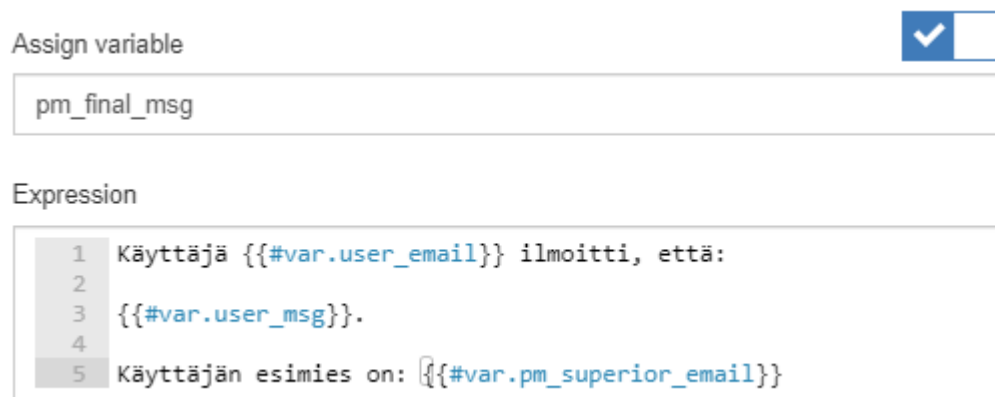 Assign variable
pm_final_msg
Expression
1 Käyttäjä {{#var.user_email}} ilmoitti, että:
2
3 {{#var.user_msg}}.
4
5 Käyttäjän esimies on: {{#var.pm_superior_email}}